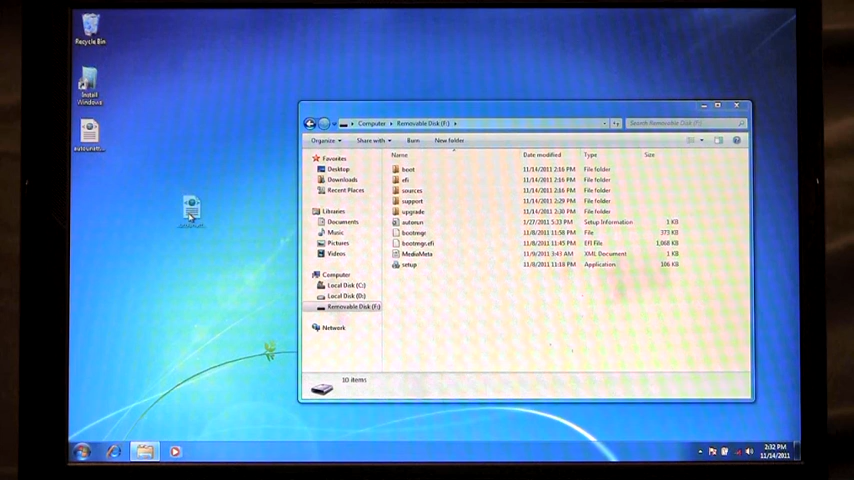 Recycle Bin
Install
Windows
Computer
Removable Disk (F:)
Search Removable Disk (F:)
Organize
Share with
Burn
New folder
Name
Date modified
Type
Size
Favorites
Desktop
Downloads
Recent Places
Libraries
Documents
Music
Pictures
Videos
Computer
Local Disk (C:)
Local Disk (D:)
Removable Disk (F:)
Network
boot 11/14/2011 2:16 PM File folder
efi 11/14/2011 2:16 PM File folder
sources 11/14/2011 2:16 PM File folder
support 11/14/2011 2:29 PM File folder
upgrade 11/14/2011 2:30 PM File folder
autorun 5:33 PM Setup Information 1 KB
bootmgr 11/8/2011 11:58 PM File 373 KB
bootmgr.efi 11/8/2011 11:45 PM EFI File
MediaMeta 11/9/2011 3:43 AM XML Document 1 KB
setup 11/8/2011 11:18 PM Application 106 KB
10 items
2:32 PM
11/14/2011